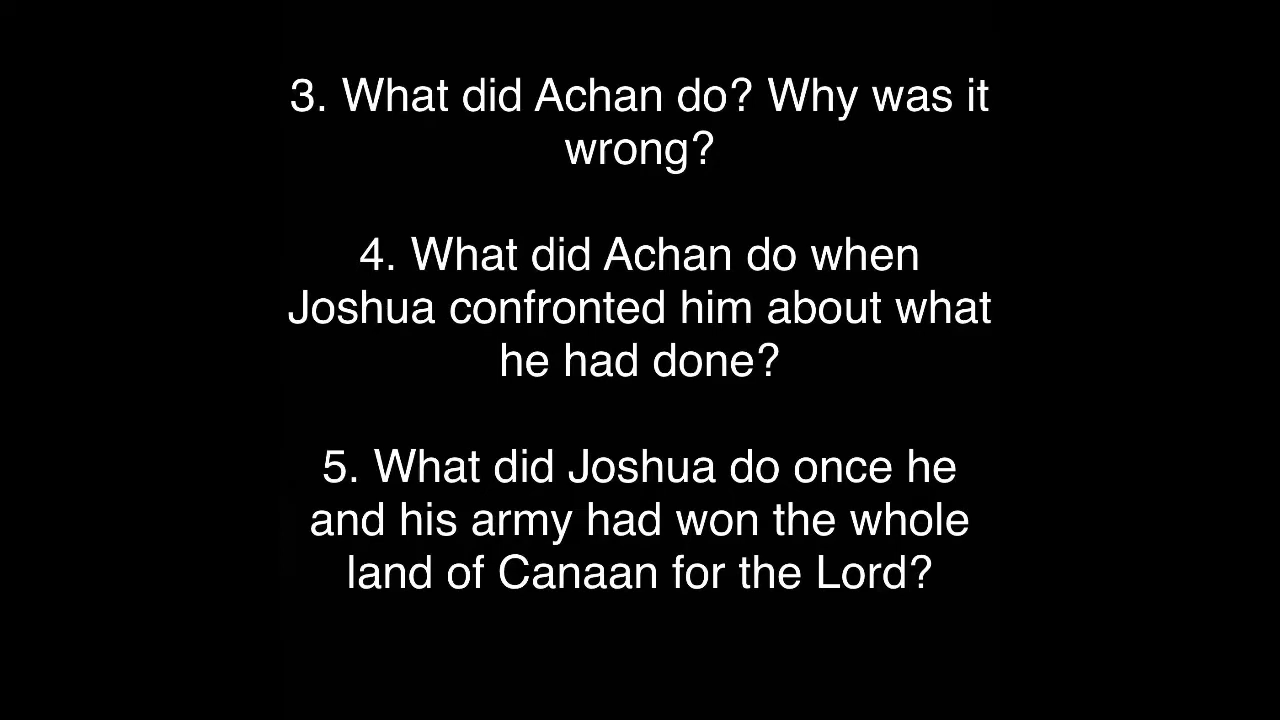 3. What did Achan do? Why was it
wrong?
4. What did Achan do when
Joshua confronted him about what
he had done?
5. What did Joshua do once he
and his army had won the whole
land of Canaan for the Lord?